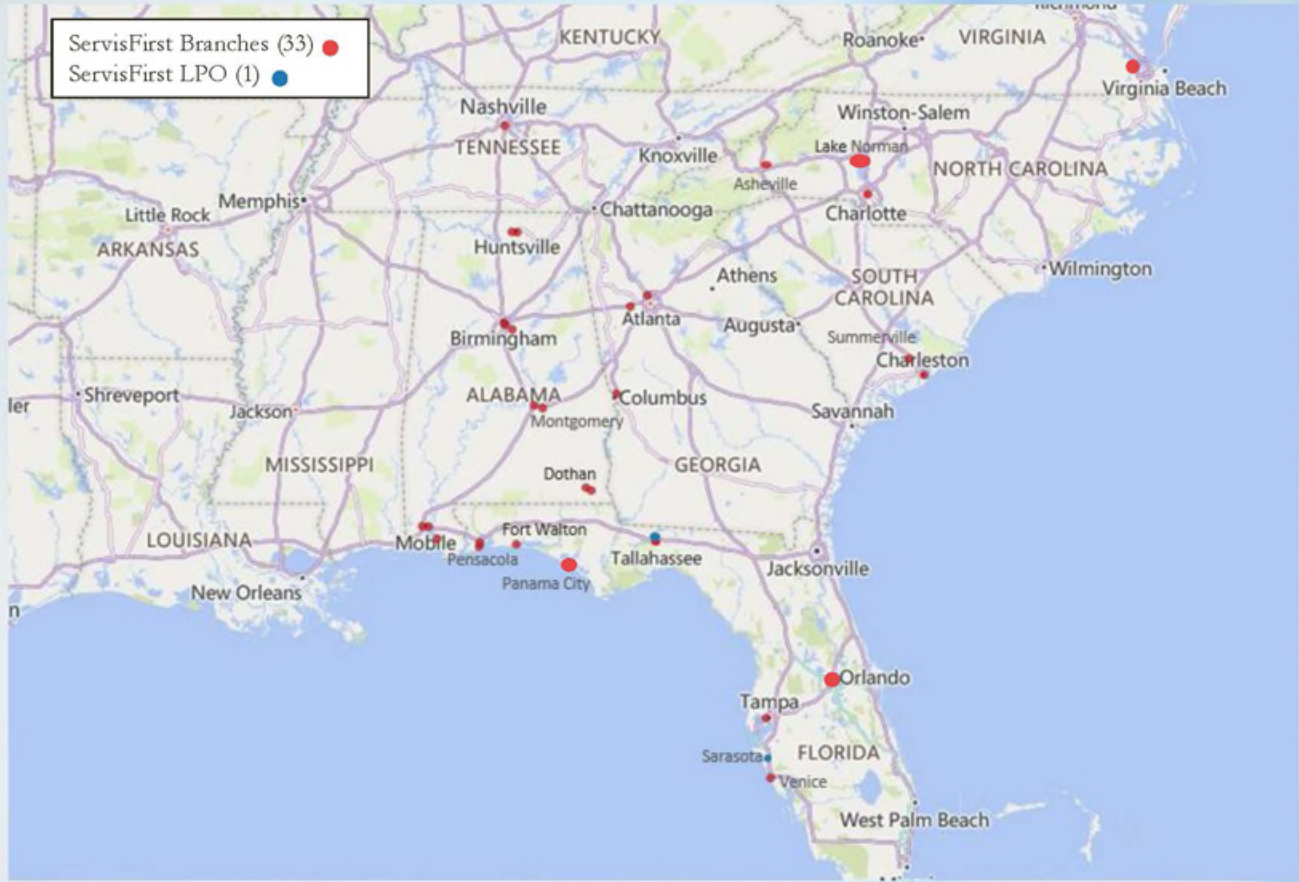 ServisFirst Branches (33)
ServisFirst LPO (1)
Richmond
KENTUCKY
Roanoke
VIRGINIA
Virginia Beach
Nashville
Winston-Salem
TENNESSEE
Lake Norman
Knoxville
NORTH CAROLINA
Asheville
Memphis
Little Rock
Chattanooga
Charlotte
ARKANSAS
Huntsville
Athens
SOUTH
CAROLINA
Wilmington
Atlanta
Augusta
Birmingham
Summerville
Charleston
ler
Shreveport
ALABAMA
Columbus
Jackson
Savannah
Montgomery
MISSISSIPPI
GEORGIA
Dothan
LOUISIANA
Mobile
Fort Walton
Pensacola
Tallahassee
Jacksonville
Panama City
New Orleans
n
Orlando
Tampa
Sarasota
FLORIDA
Venice
West Palm Beach